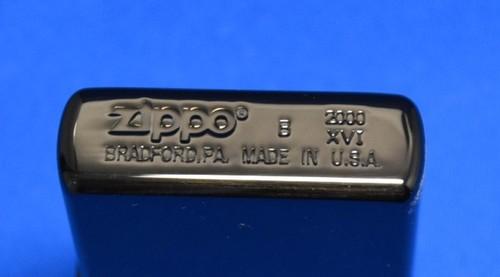 Zippo® B 2000
XVI
BRADFORD, PA. MADE IN U.S.A.